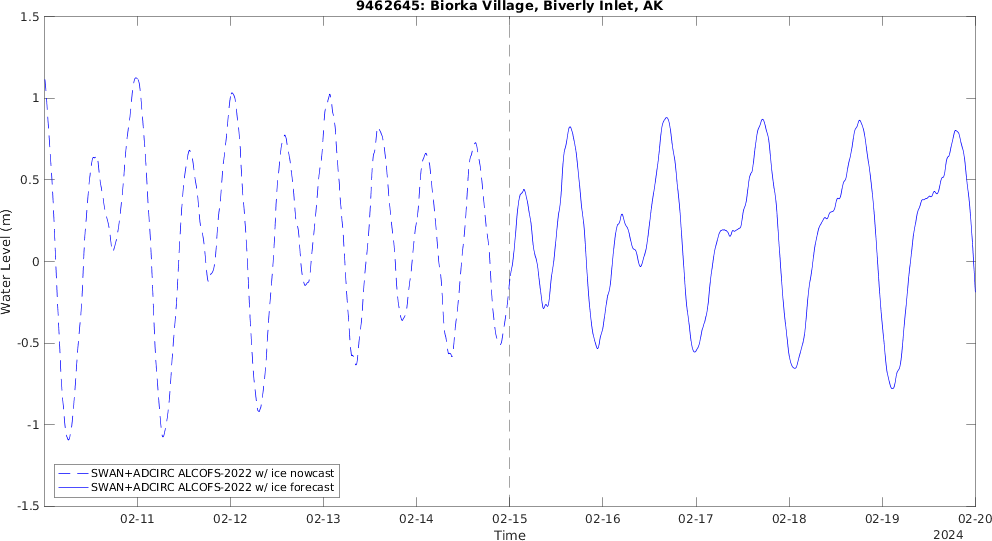 9462645: Biorka Village, Biverly Inlet, AK
1.5
1
0.5
0
-0.5
-1
-1.5
Water Level (m)
SWAN+ADCIRC ALCOFS-2022 w/ ice nowcast
SWAN+ADCIRC ALCOFS-2022 w/ ice forecast
02-11 02-12 02-13 02-14 02-15 02-16 02-17 02-18 02-19 02-20
Time
2024